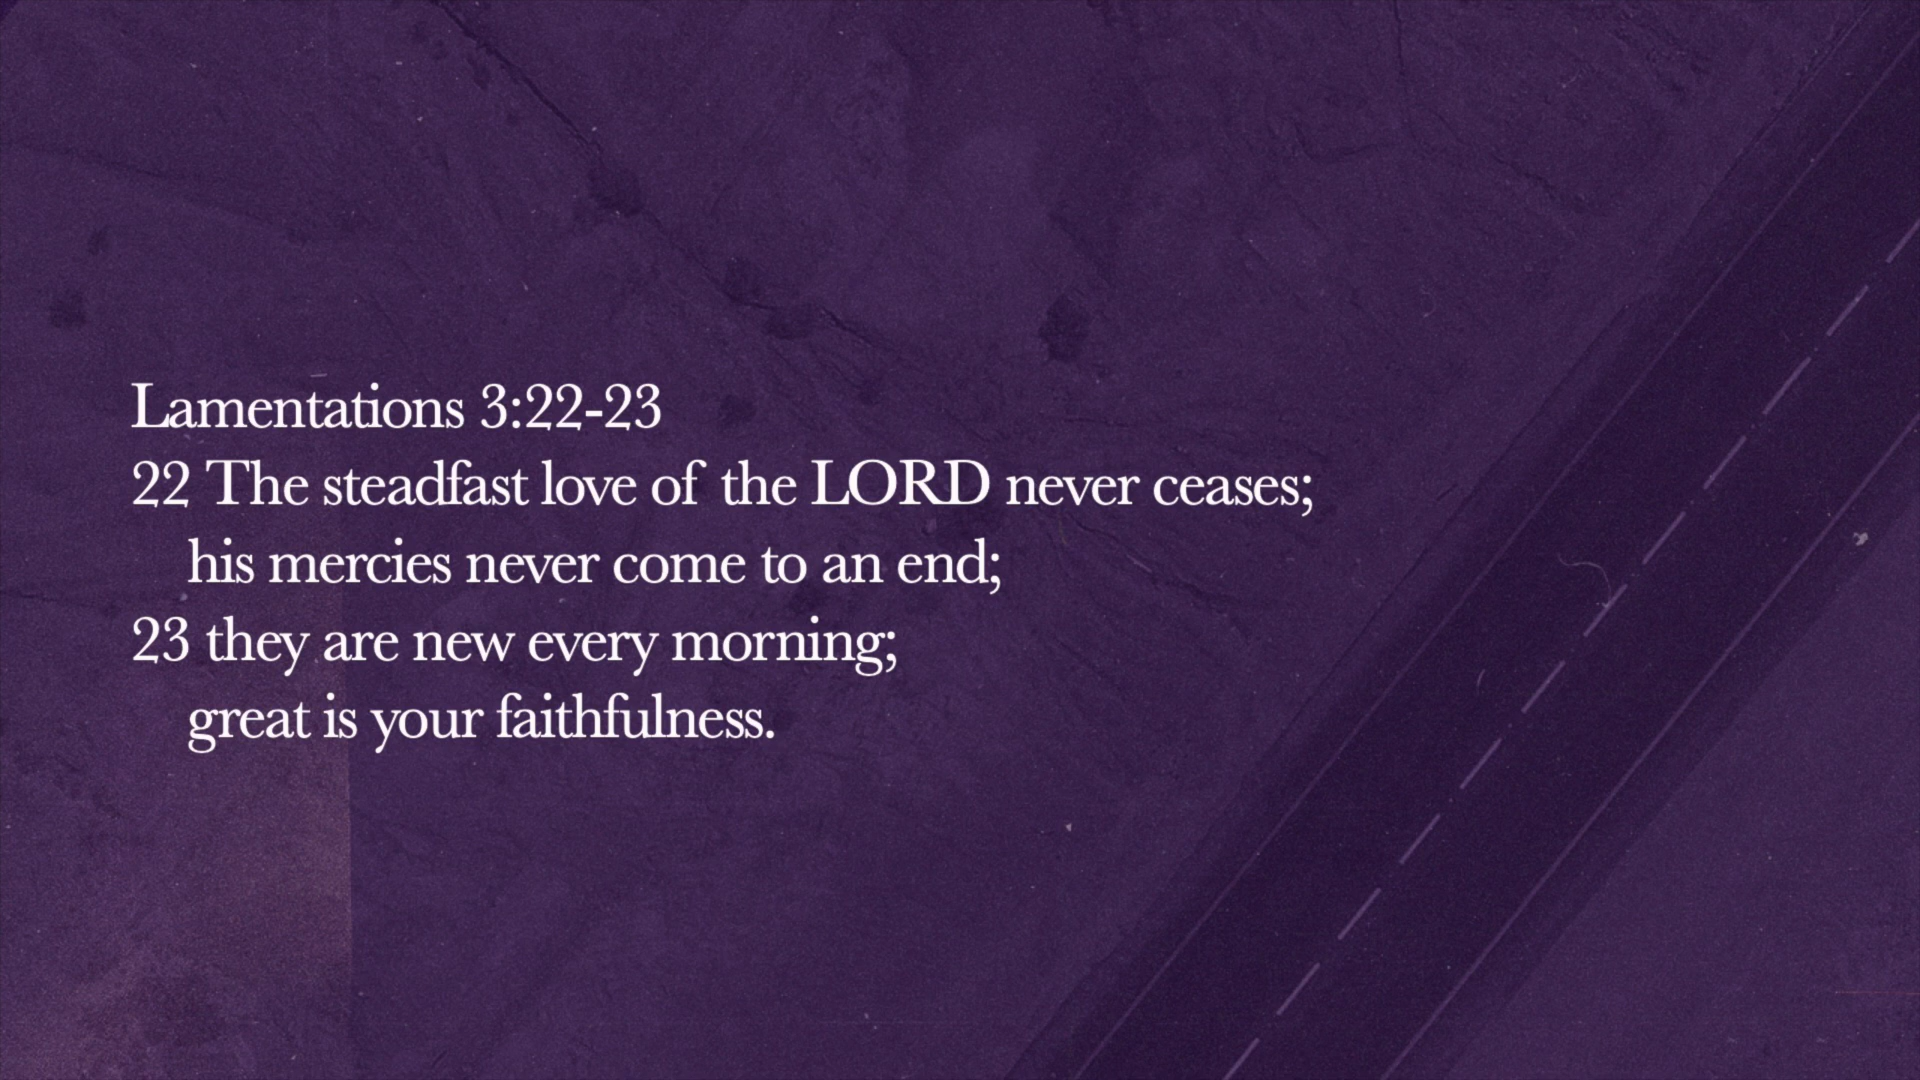 Lamentations 3:22-23
22 The steadfast love of the LORD never ceases;
his mercies never come to an end;
23 they are new every morning;
great is your faithfulness.